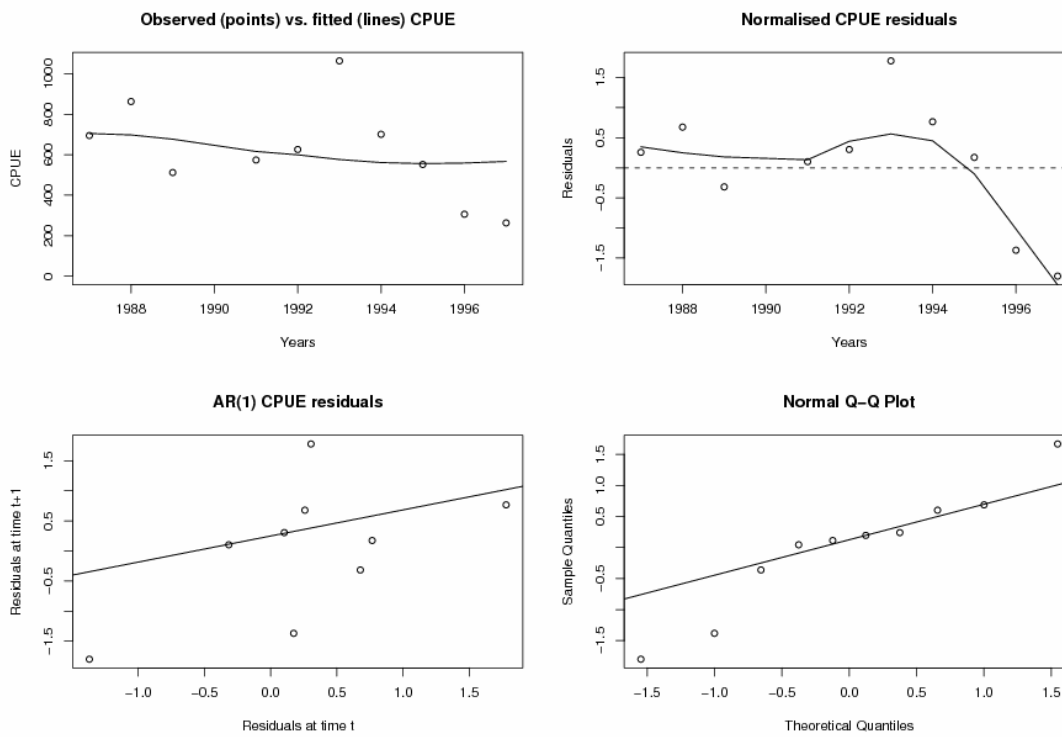 Observed (points) vs. fitted (lines) CPUE
CPUE
0 200 400 600 800 1000
1988 1990 1992 1994 1996
Years
Normalised CPUE residuals
Residuals
−1.5 −0.5 0.5 1.5
1988 1990 1992 1994 1996
Years
AR(1) CPUE residuals
Residuals at time t+1
−1.5 −0.5 0.5 1.5
−1.0 −0.5 0.0 0.5 1.0 1.5
Residuals at time t
Normal Q−Q Plot
Sample Quantiles
−1.5 −0.5 0.5 1.0 1.5
−1.5 −1.0 −0.5 0.0 0.5 1.0 1.5
Theoretical Quantiles